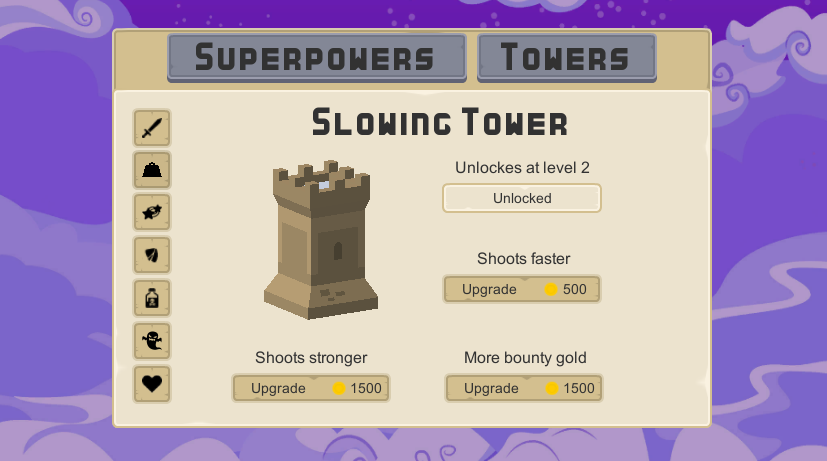 Superpowers
Towers
Slowing Tower
Unlockes at level 2
Unlocked
Shoots faster
Upgrade 500
Shoots stronger
More bounty gold
Upgrade 1500
Upgrade 1500